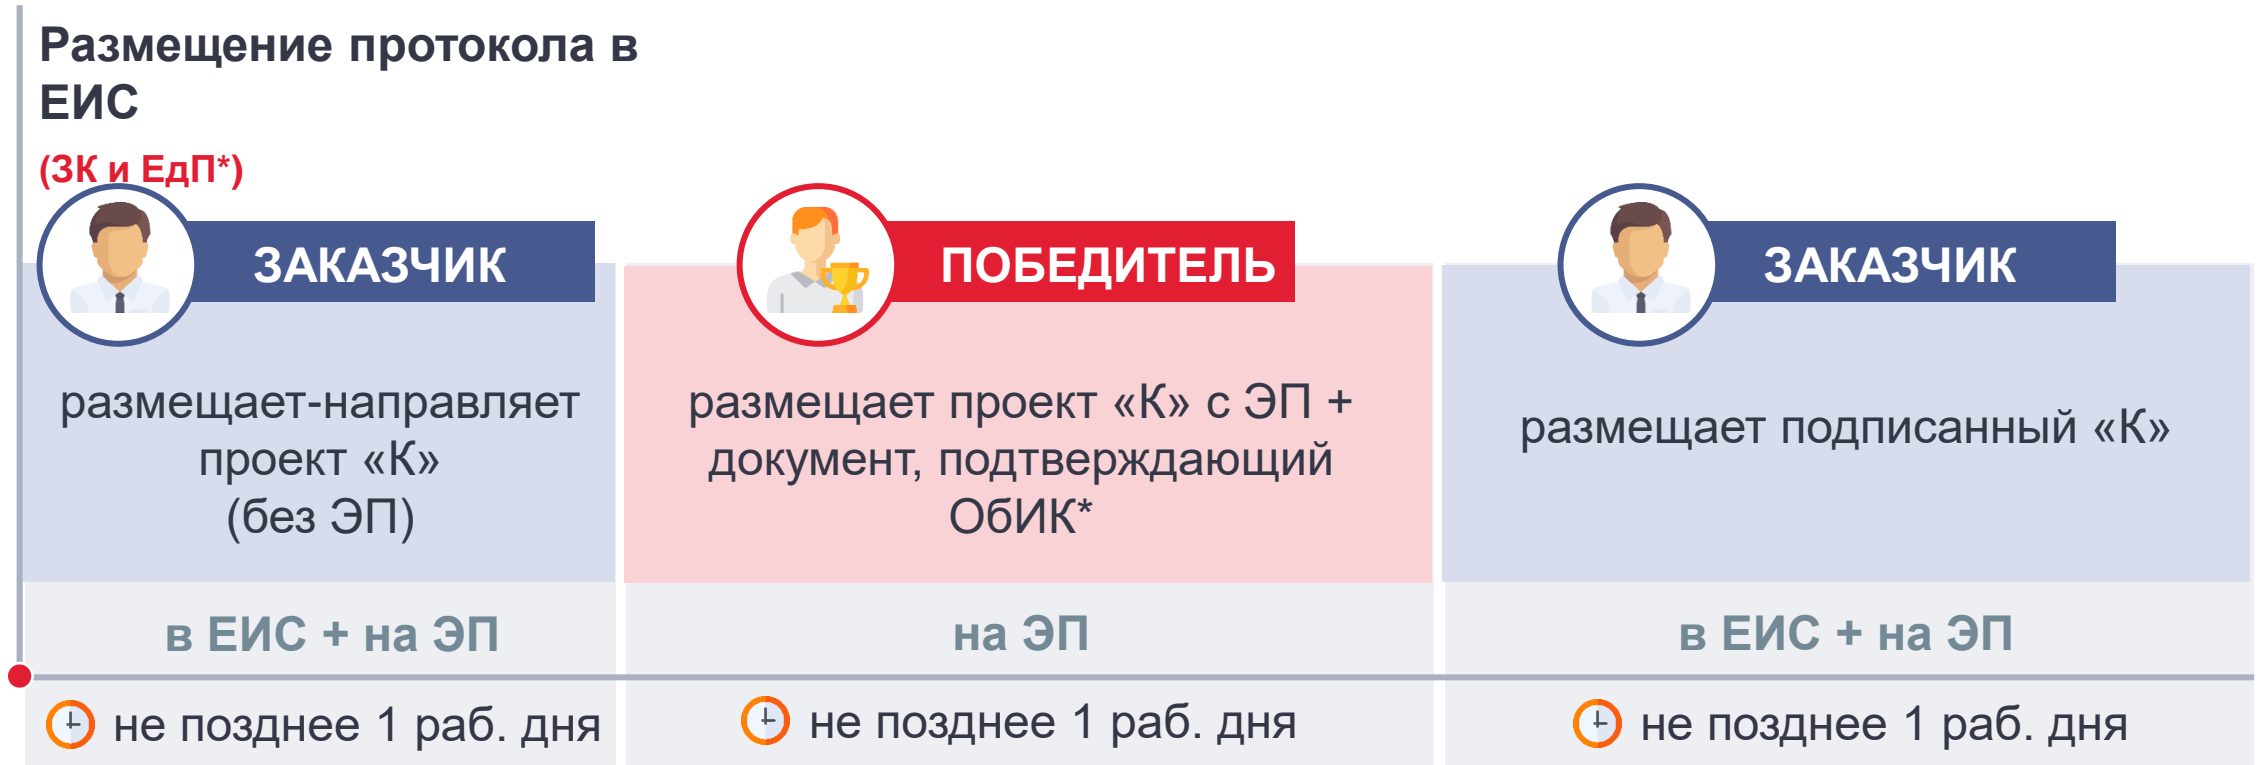 Размещение протокола в
ЕИС
(ЗК и ЕдП*)
ЗАКАЗЧИК
размещает-направляет
проект «К»
(без ЭП)
в ЕИС + на ЭП
не позднее 1 раб. дня
ПОБЕДИТЕЛЬ
размещает проект «К» с ЭП +
документ, подтверждающий
ОбИК*
на ЭП
не позднее 1 раб. дня
ЗАКАЗЧИК
размещает подписанный «К»
в ЕИС + на ЭП
не позднее 1 раб. дня